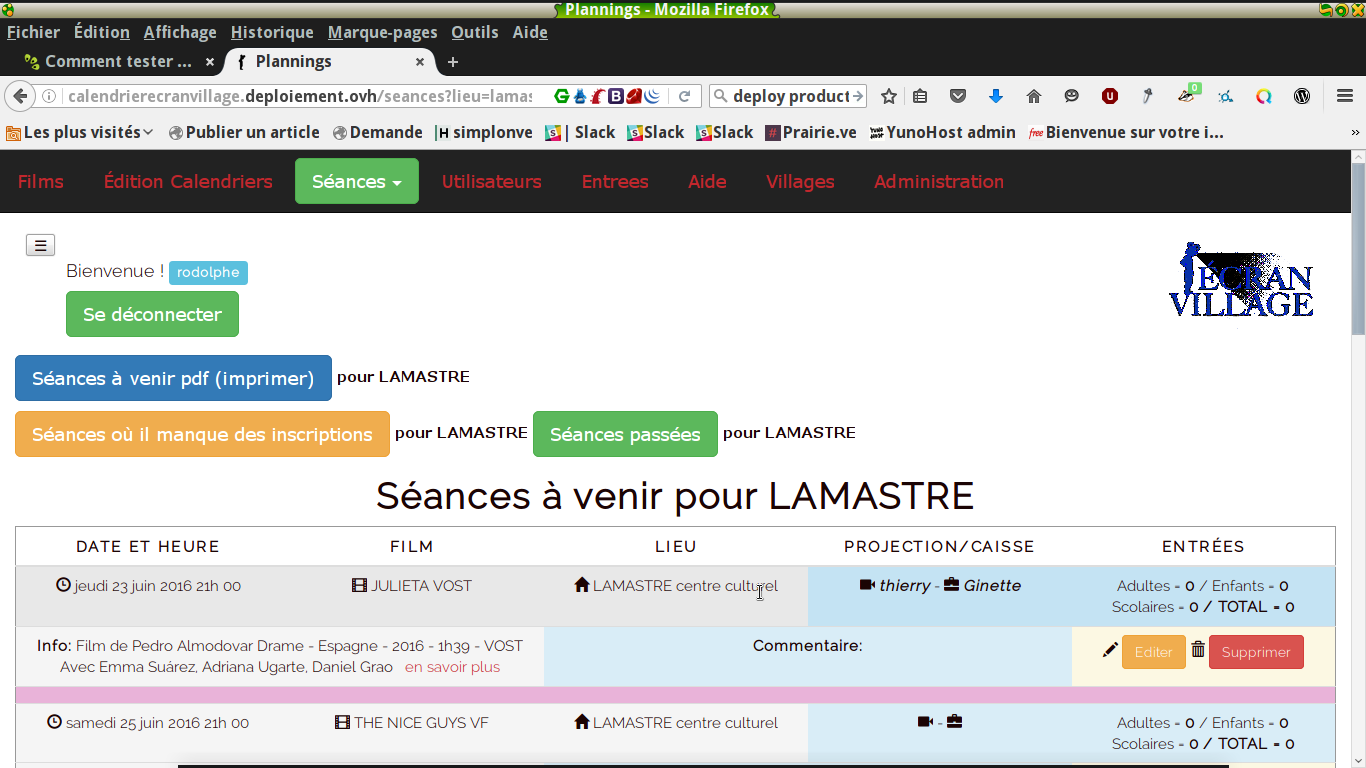 Plannings - Mozilla Firefox
Fichier Édition Affichage Historique Marque-pages Outils Aide
Comment tester ... × Plannings × +
calendrierecranvillage.deploiement.ovh/seances?lieu=lamas deploy product
Les plus visités Publier un article Demande simplonve | Slack Slack Slack Prairie.ve YunoHost admin Bienvenue sur votre i... »
Films Édition Calendriers Séances Utilisateurs Entrees Aide Villages Administration
☰
Bienvenue ! rodolphe
Se déconnecter
ÉCRAN
VILLAGE
Séances à venir pdf (imprimer) pour LAMASTRE
Séances où il manque des inscriptions pour LAMASTRE Séances passées pour LAMASTRE
Séances à venir pour LAMASTRE
DATE ET HEURE FILM LIEU PROJECTION/CAISSE ENTRÉES
jeudi 23 juin 2016 21h 00 JULIETA VOST LAMASTRE centre culturel thierry - Ginette Adultes - 0 / Enfants - 0
Scolaires - 0 / TOTAL = 0
Info: Film de Pedro Almodovar Drame - Espagne - 2016 - 1h39 - VOST
Avec Emma Suárez, Adriana Ugarte, Daniel Grao en savoir plus
Commentaire:
Editer Supprimer
samedi 25 juin 2016 21h 00 THE NICE GUYS VF LAMASTRE centre culturel - Adultes - 0 / Enfants - 0
Scolaires - 0 / TOTAL = 0